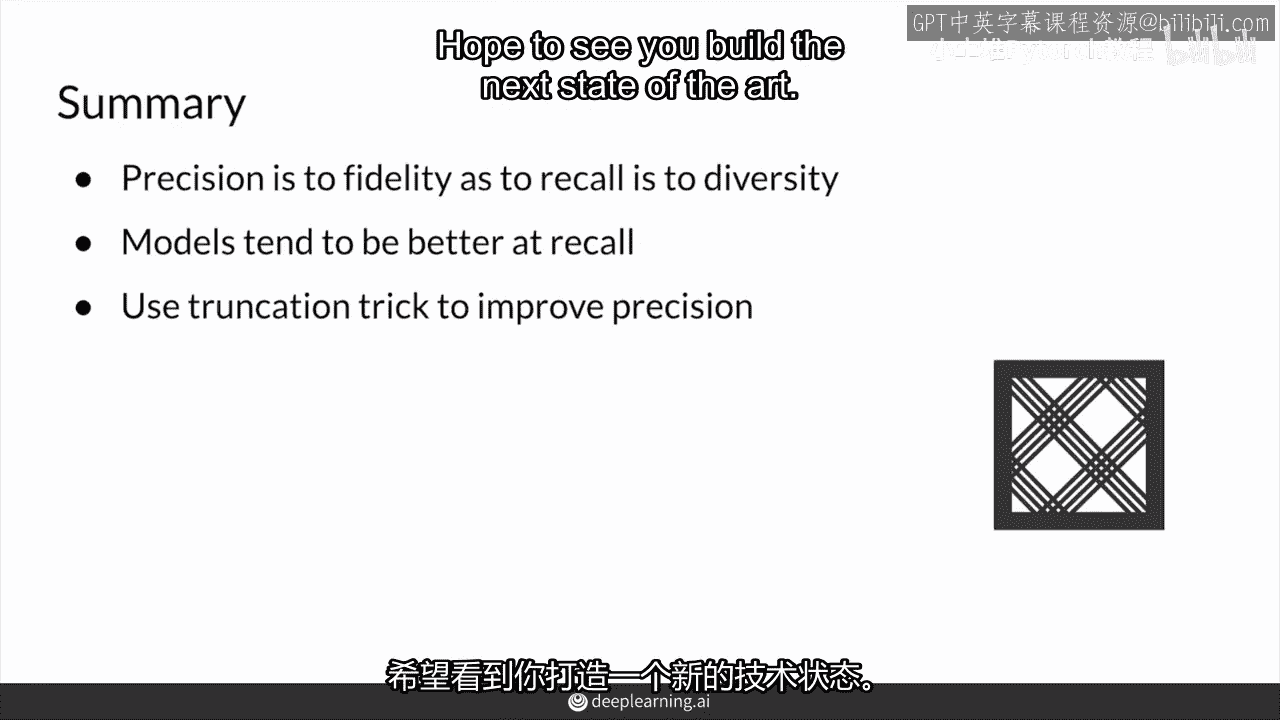 GPT中英字幕课程资源@bilibili.com
Hope to see you build the
next state of the art.
Summary
● Precision is to fidelity as to recall is to diversity
● Models tend to be better at recall
● Use truncation trick to improve precision
希望看到你打造一个新的技术状态。
deeplearning.ai